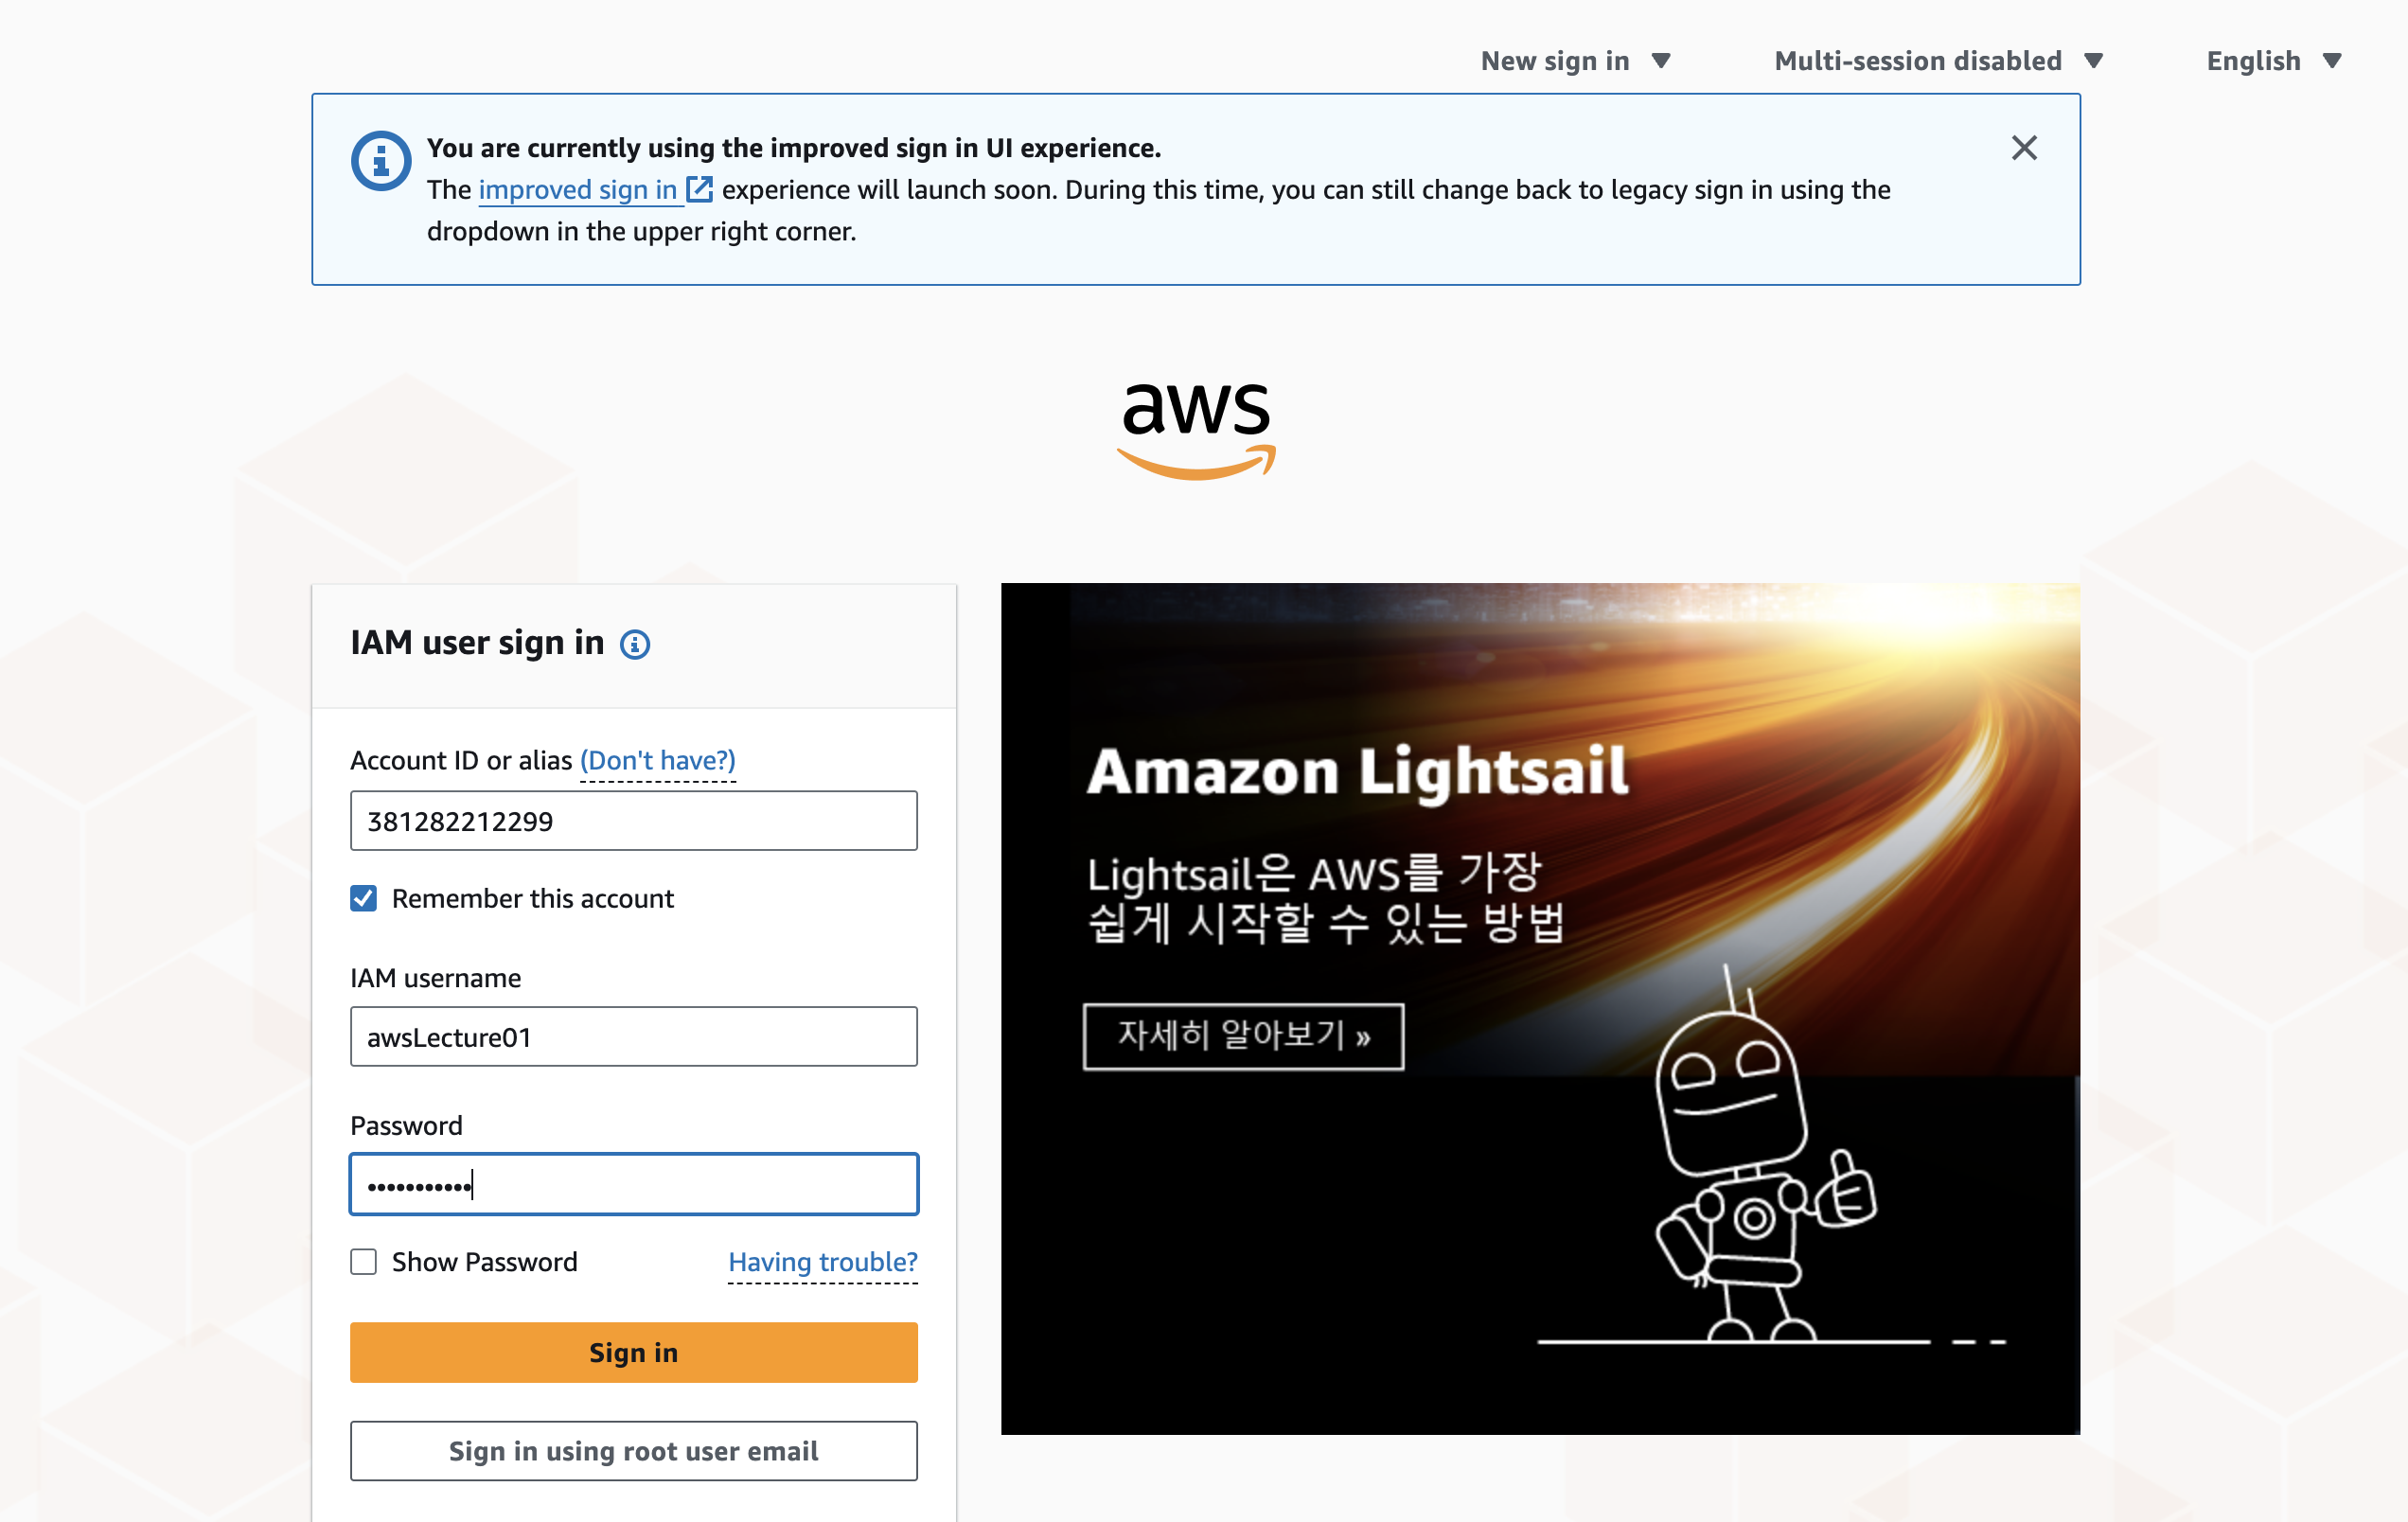 New sign in ▼ Multi-session disabled ▼ English ▼
You are currently using the improved sign in UI experience.
The improved sign in experience will launch soon. During this time, you can still change back to legacy sign in using the
dropdown in the upper right corner.
aws
IAM user sign in
Account ID or alias (Don't have?)
381282212299
Remember this account
IAM username
awsLecture01
Password
•••••••••••
Show Password Having trouble?
Sign in
Sign in using root user email
Amazon Lightsail
Lightsail은 AWS를 가장
쉽게 시작할 수 있는 방법
자세히 알아보기 »